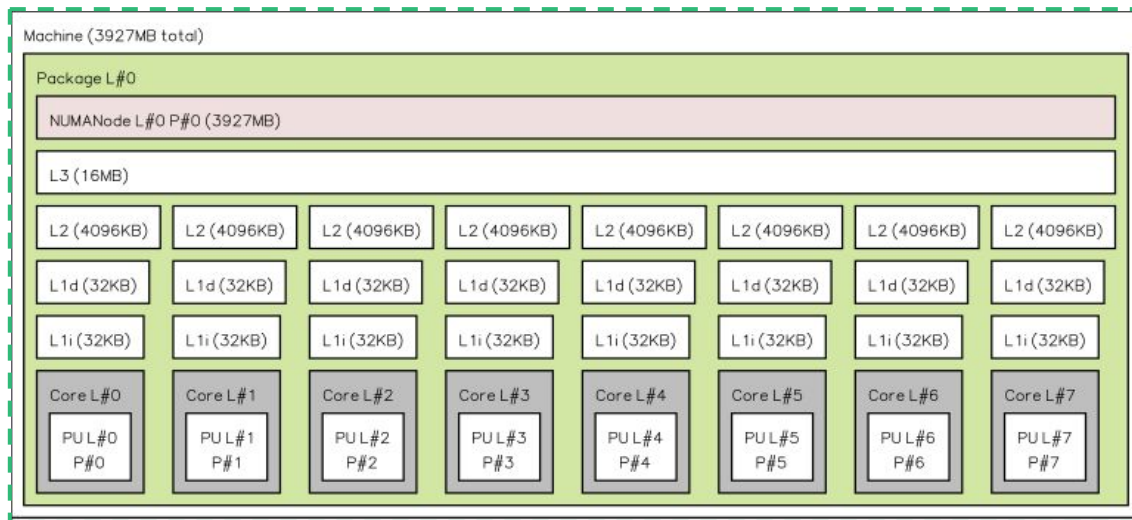 Machine (3927MB total)
Package L#0
NUMANode L#0 P#0 (3927MB)
L3 (16MB)
L2 (4096KB) L2 (4096KB) L2 (4096KB) L2 (4096KB) L2 (4096KB) L2 (4096KB) L2 (4096KB) L2 (4096KB)
L1d (32KB) L1d (32KB) L1d (32KB) L1d (32KB) L1d (32KB) L1d (32KB) L1d (32KB) L1d (32KB)
L1i (32KB) L1i (32KB) L1i (32KB) L1i (32KB) L1i (32KB) L1i (32KB) L1i (32KB) L1i (32KB)
Core L#0 Core L#1 Core L#2 Core L#3 Core L#4 Core L#5 Core L#6 Core L#7
PU L#0 PU L#1 PU L#2 PU L#3 PU L#4 PU L#5 PU L#6 PU L#7
P#0 P#1 P#2 P#3 P#4 P#5 P#6 P#7